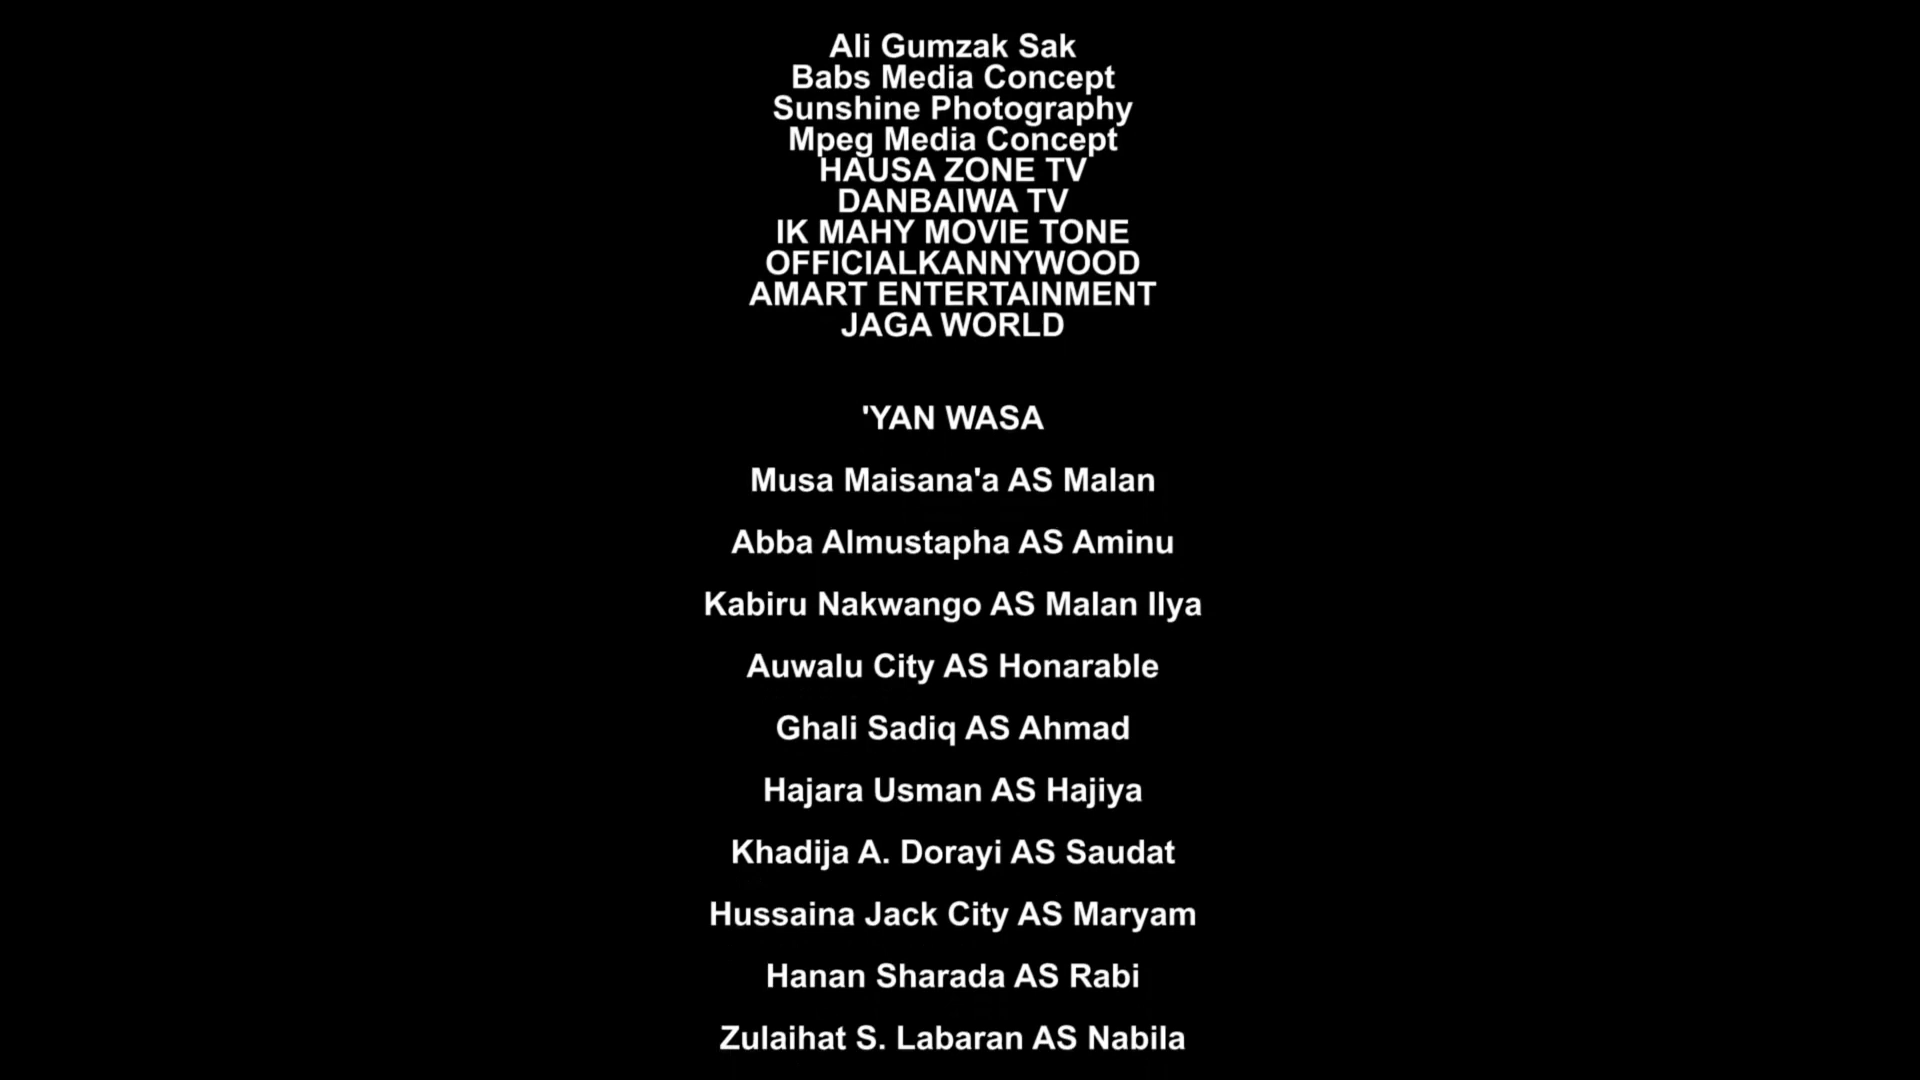 Ali Gumzak Sak
Babs Media Concept
Sunshine Photography
Mpeg Media Concept
HAUSA ZONE TV
DANBAIWA TV
IK MAHY MOVIE TONE
OFFICIALKANNYWOOD
AMART ENTERTAINMENT
JAGA WORLD
'YAN WASA
Musa Maisana'a AS Malan
Abba Almustapha AS Aminu
Kabiru Nakwango AS Malan Ilya
Auwalu City AS Honarable
Ghali Sadiq AS Ahmad
Hajara Usman AS Hajiya
Khadija A. Dorayi AS Saudat
Hussaina Jack City AS Maryam
Hanan Sharada AS Rabi
Zulaihat S. Labaran AS Nabila